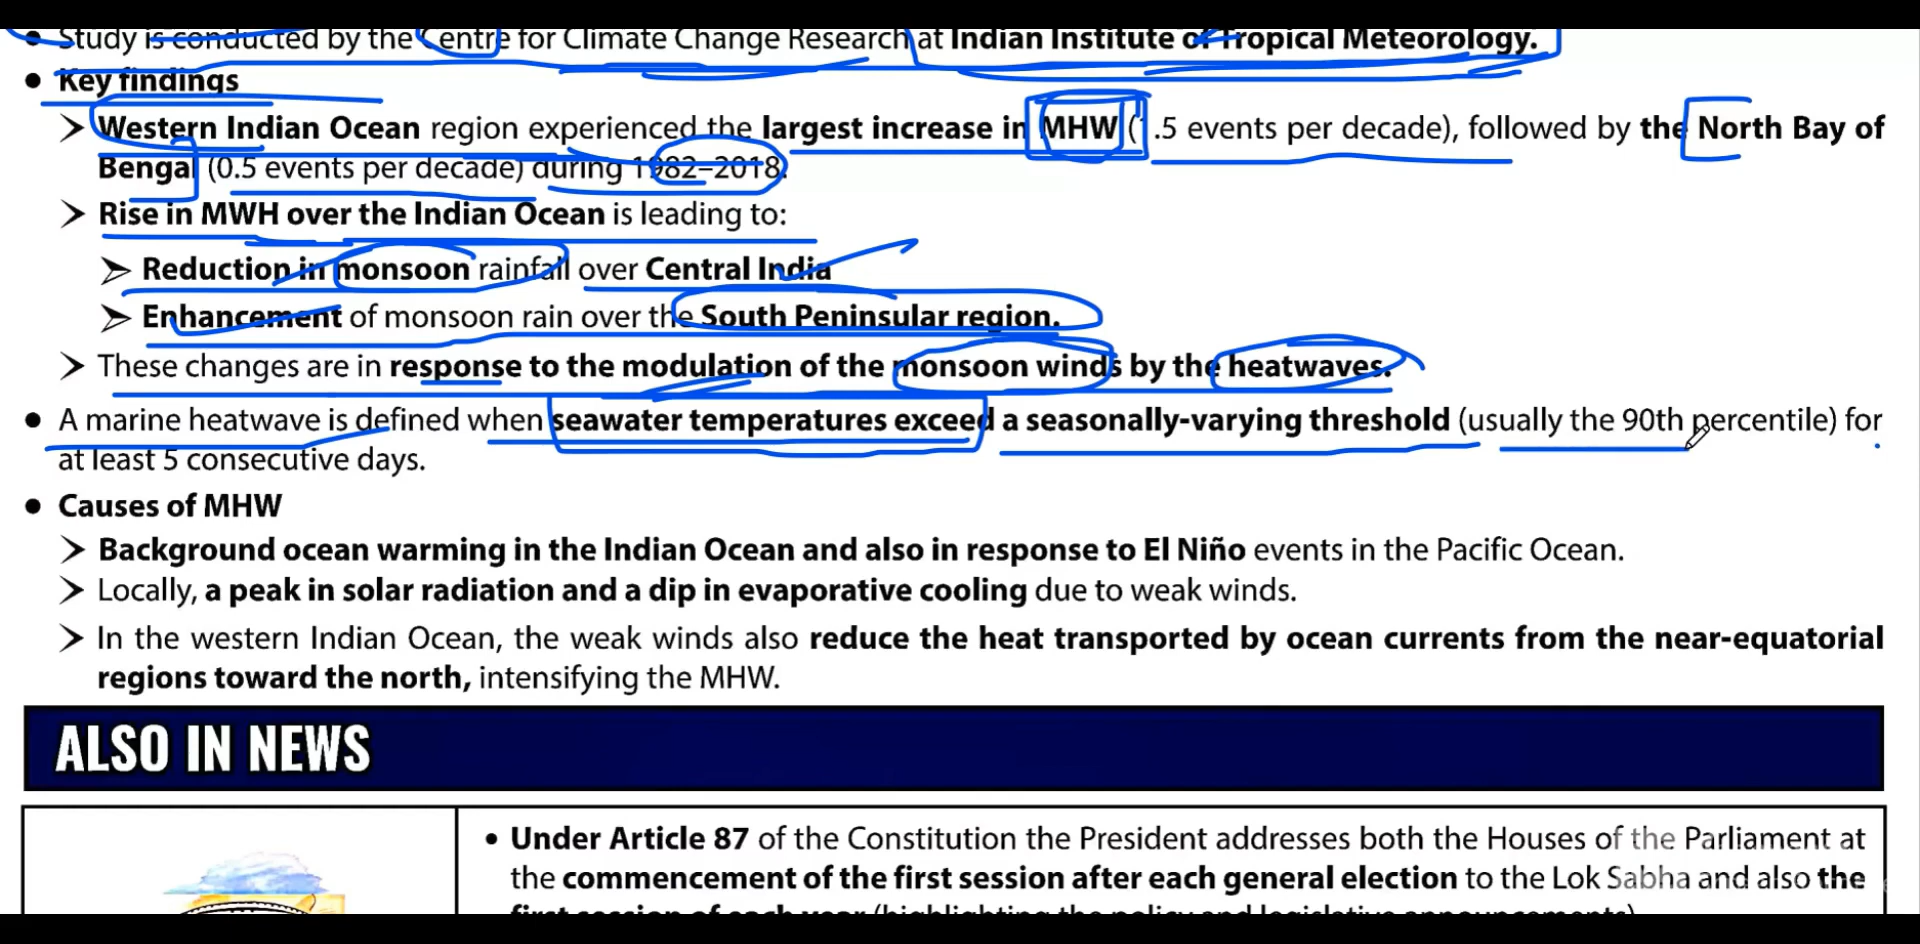 • Study is conducted by the Centre for Climate Change Research at Indian Institute of Tropical Meteorology.
• Key findings
➢ Western Indian Ocean region experienced the largest increase in MHW (1.5 events per decade), followed by the North Bay of
Bengal (0.5 events per decade) during 1982–2018.
➢ Rise in MWH over the Indian Ocean is leading to:
➢ Reduction in monsoon rainfall over Central India
➢ Enhancement of monsoon rain over the South Peninsular region.
➢ These changes are in response to the modulation of the monsoon winds by the heatwaves.
• A marine heatwave is defined when seawater temperatures exceed a seasonally-varying threshold (usually the 90th percentile) for
at least 5 consecutive days.
• Causes of MHW
➢ Background ocean warming in the Indian Ocean and also in response to El Niño events in the Pacific Ocean.
➢ Locally, a peak in solar radiation and a dip in evaporative cooling due to weak winds.
➢ In the western Indian Ocean, the weak winds also reduce the heat transported by ocean currents from the near-equatorial
regions toward the north, intensifying the MHW.
ALSO IN NEWS
• Under Article 87 of the Constitution the President addresses both the Houses of the Parliament at
the commencement of the first session after each general election to the Lok Sabha and also the
first session of each year (highlighting the policy and legislative announcements)